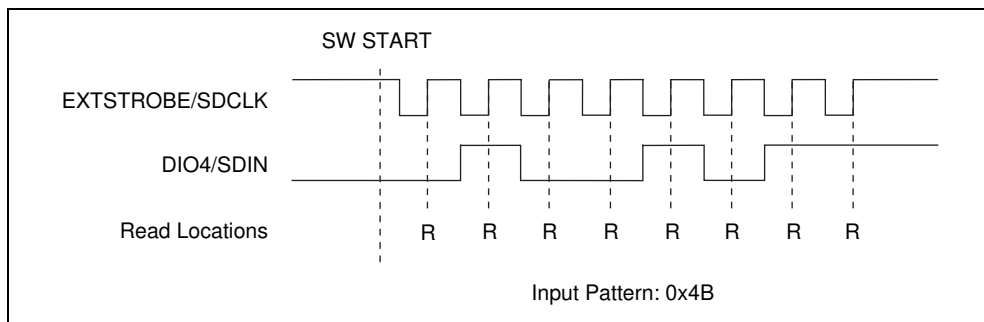 SW START
EXTSTROBE/SDCLK
DIO4/SDIN
Read Locations R R R R R R R R
Input Pattern: 0x4B